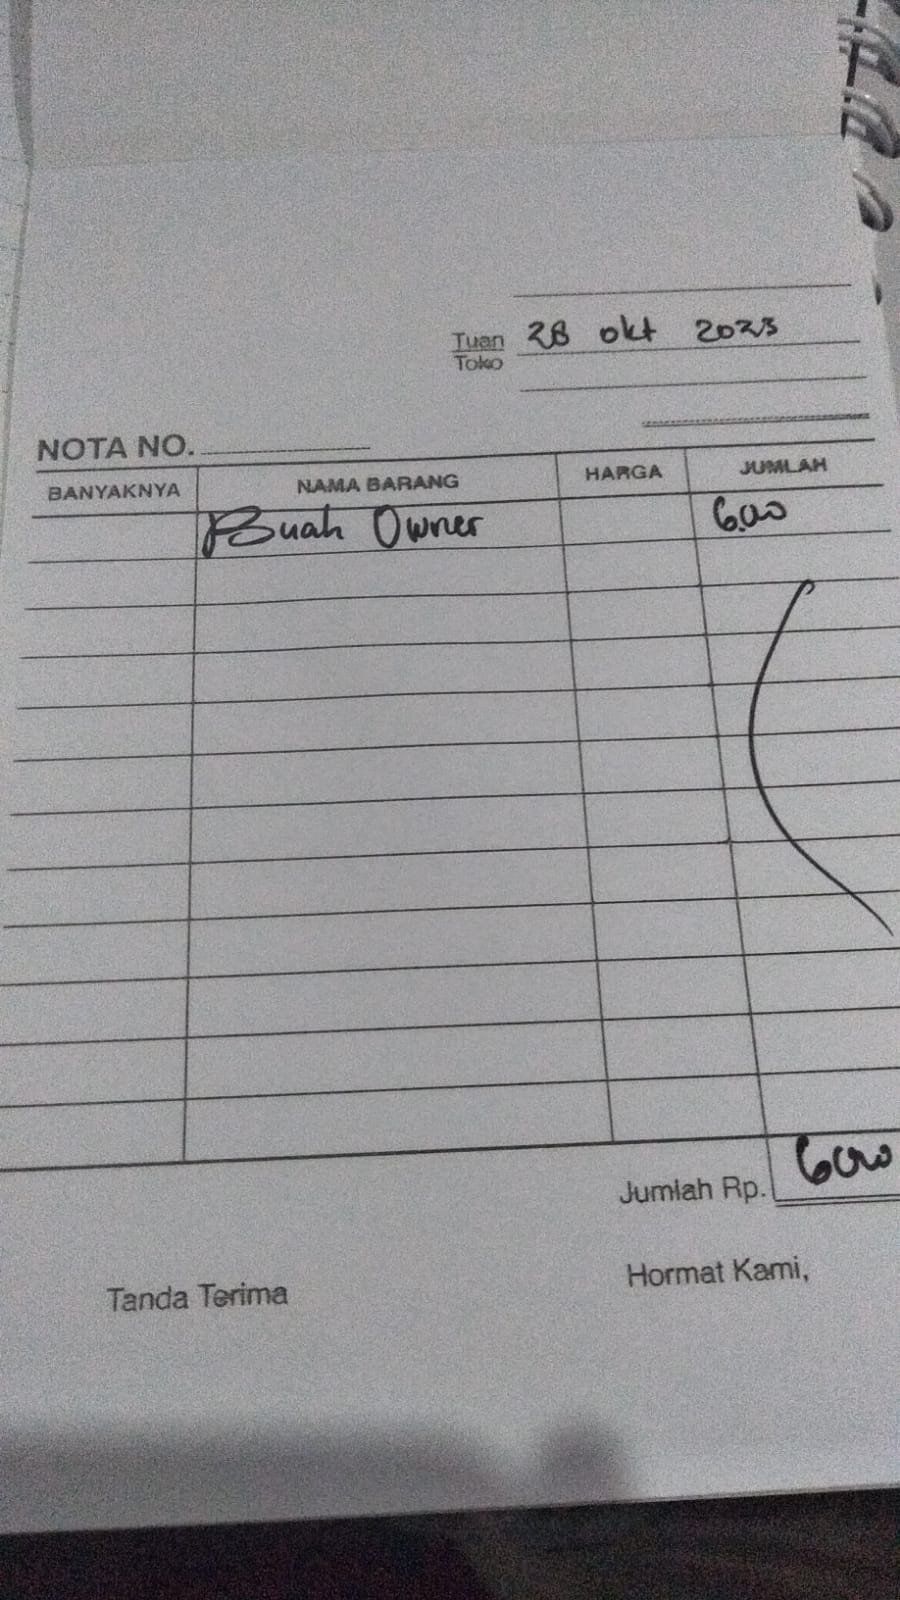 Tuan 28 okt 2023
Toko
NOTA NO.
BANYAKNYA NAMA BARANG HARGA JUMLAH
Buah Owner 600
Jumlah Rp. 600
Tanda Terima Hormat Kami,